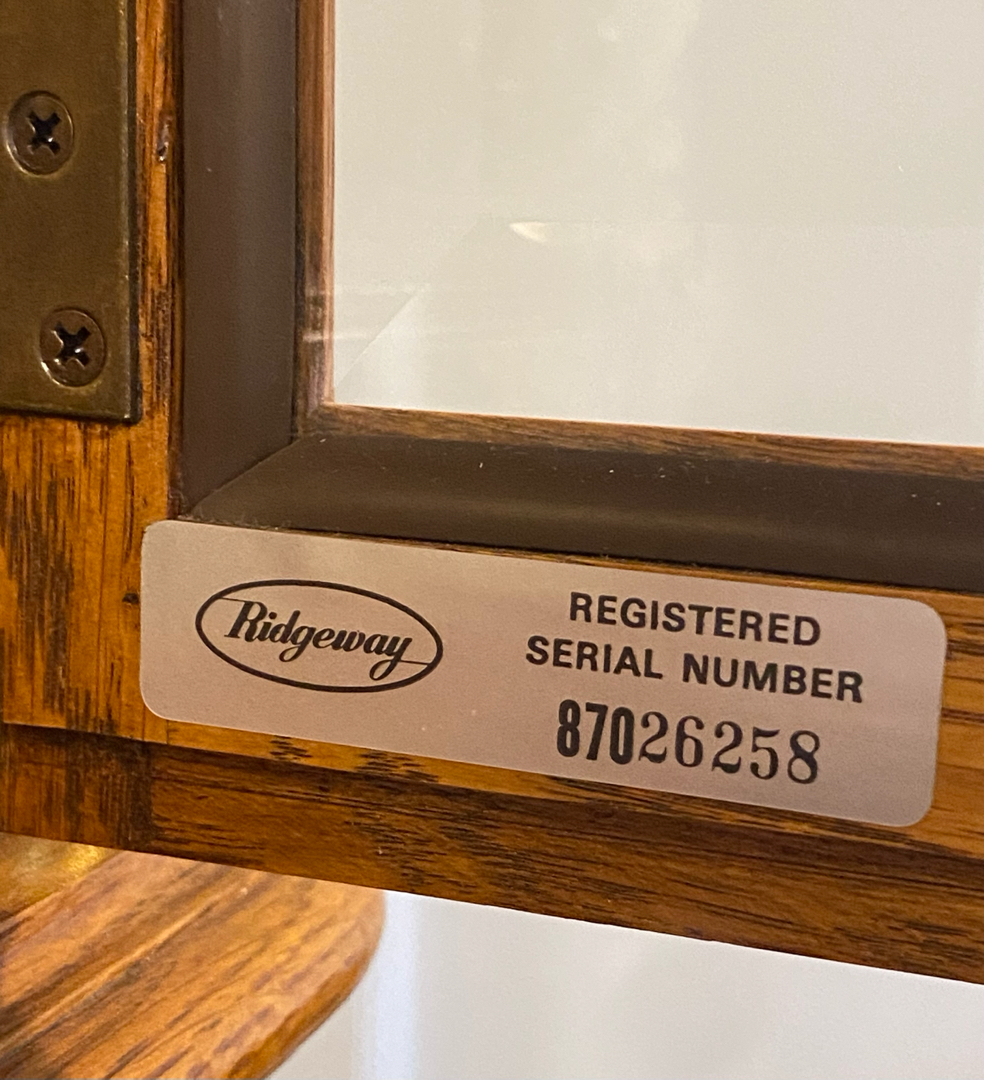 Ridgeway
REGISTERED
SERIAL NUMBER
87026258